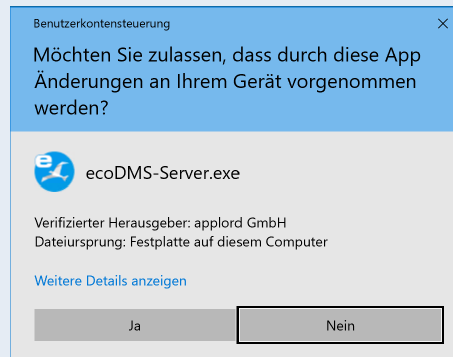 Benutzerkontensteuerung
Möchten Sie zulassen, dass durch diese App
Änderungen an Ihrem Gerät vorgenommen
werden?
e
ecoDMS-Server.exe
Verifizierter Herausgeber: applord GmbH
Dateiursprung: Festplatte auf diesem Computer
Weitere Details anzeigen
Ja
Nein